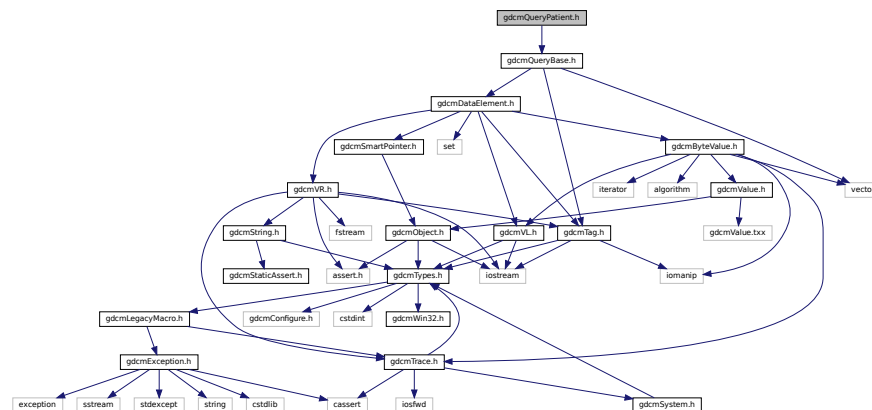 gdcmQueryPatient.h
gdcmQueryBase.h
gdcmDataElement.h
gdcmSmartPointer.h
set
gdcmByteValue.h
gdcmVR.h
iterator
algorithm
gdcmValue.h
vecto
gdcmString.h
fstream
gdcmObject.h
gdcmVL.h
gdcmTag.h
gdcmValue.txx
gdcmStaticAssert.h
assert.h
gdcmTypes.h
iostream
iomanip
gdcmLegacyMacro.h
gdcmConfigure.h
cstdint
gdcmWin32.h
gdcmException.h
gdcmTrace.h
exception
sstream
stdexcept
string
cstdlib
cassert
iosfwd
gdcmSystem.h